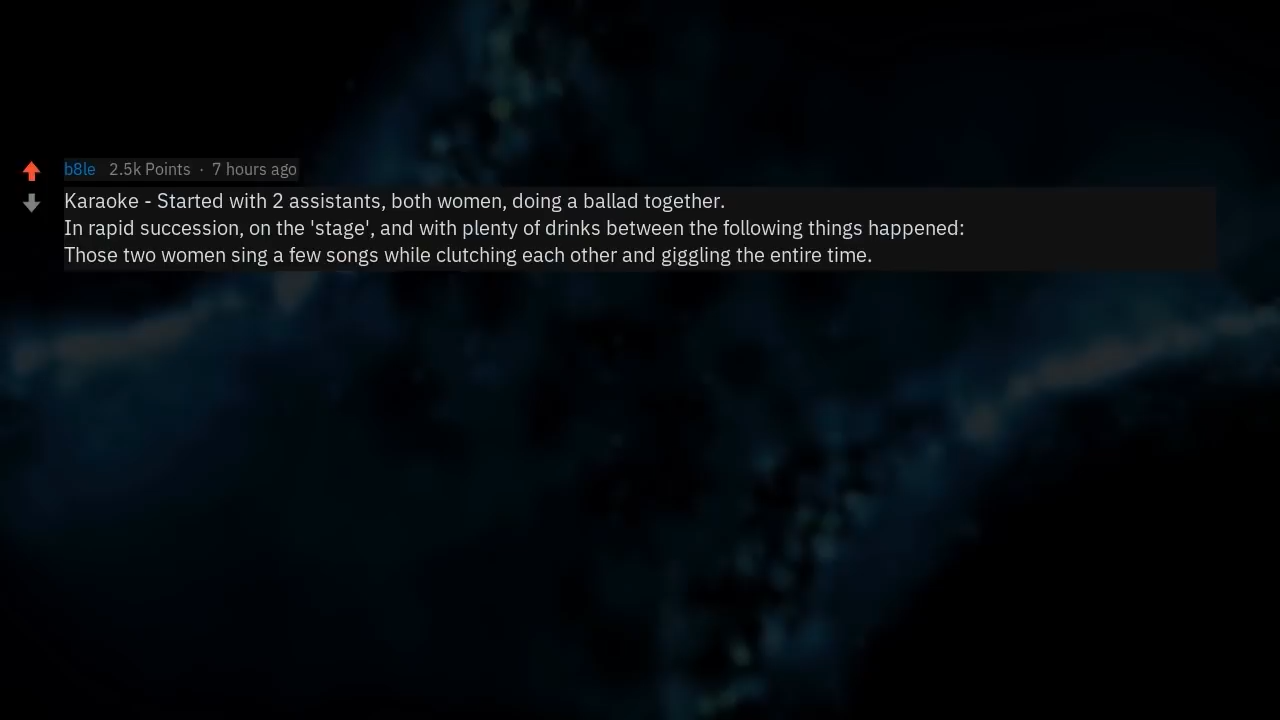 b8le 2.5k Points · 7 hours ago
Karaoke - Started with 2 assistants, both women, doing a ballad together.
In rapid succession, on the 'stage', and with plenty of drinks between the following things happened:
Those two women sing a few songs while clutching each other and giggling the entire time.